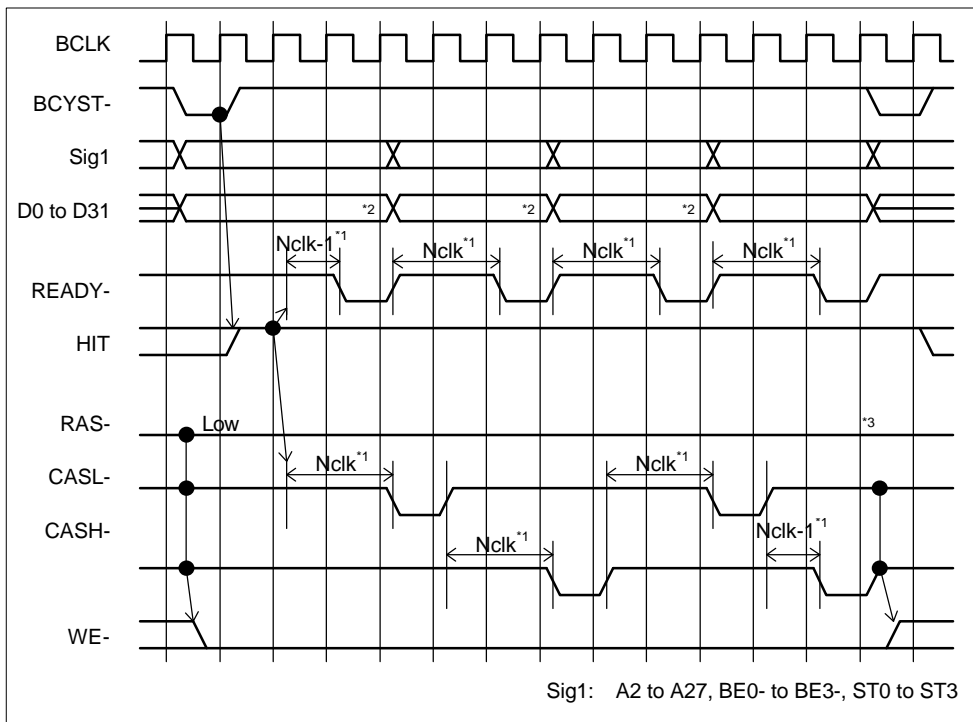 BCLK
BCYST-
Sig1
D0 to D31 *2 *2 *2
Nclk-1*1 Nclk*1 Nclk*1 Nclk*1
READY-
HIT
RAS- Low *3
Nclk*1 Nclk*1
CASL-
CASH-
Nclk*1 Nclk-1*1
WE-
Sig1: A2 to A27, BE0- to BE3-, ST0 to ST3